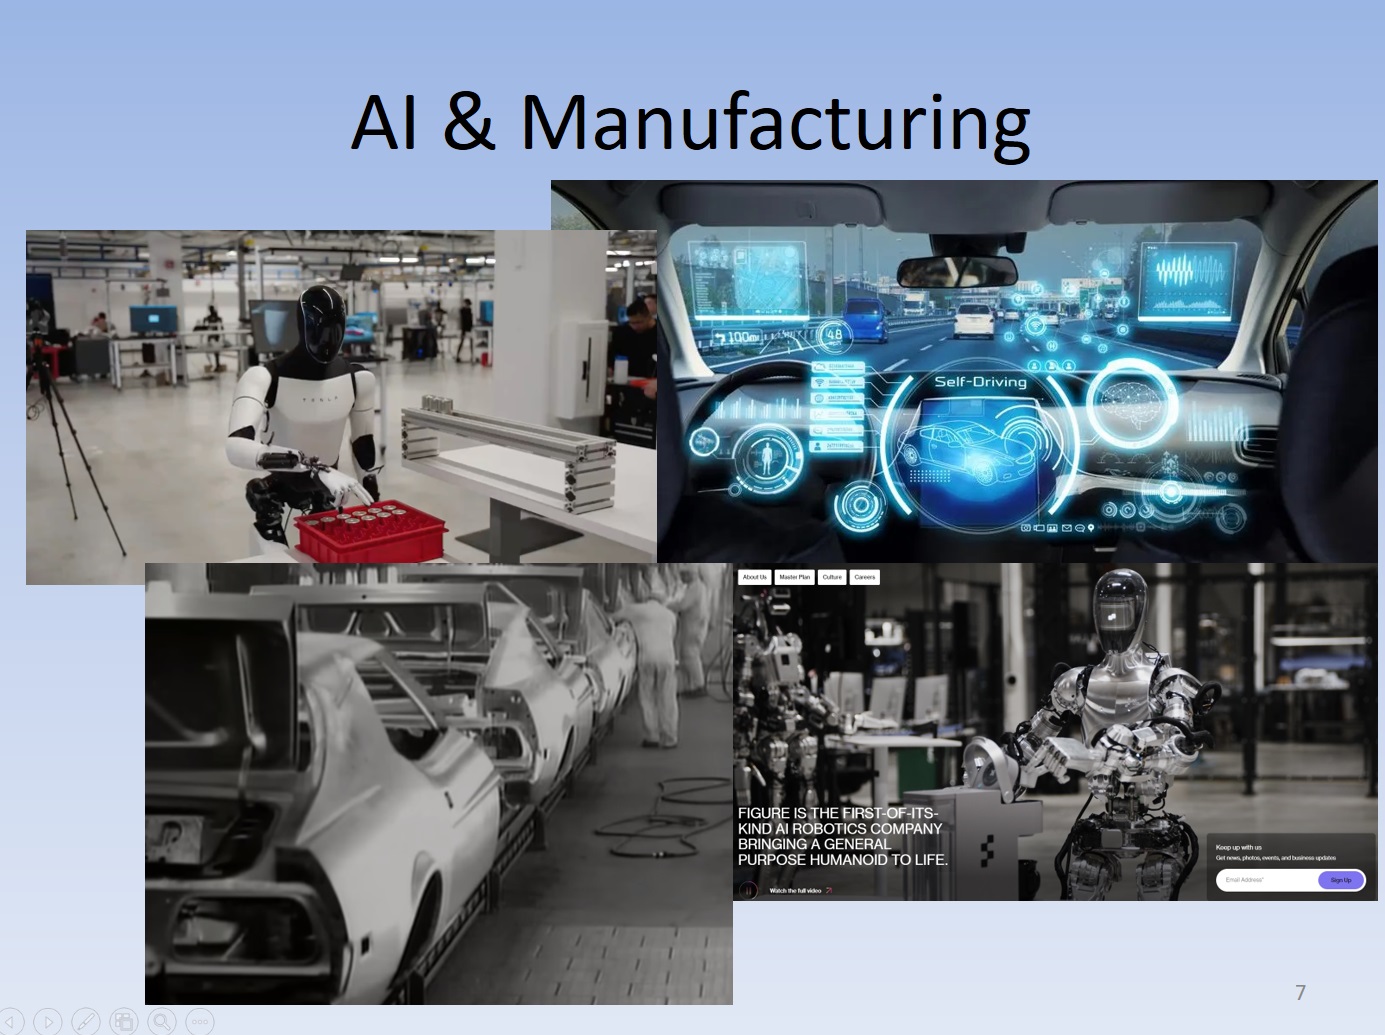 AI & Manufacturing
TESLA
100mi
48
Self-Driving
About Us
Master Plan
Culture
Careers
FIGURE IS THE FIRST-OF-ITS-
KIND AI ROBOTICS COMPANY
BRINGING A GENERAL
PURPOSE HUMANOID TO LIFE.
Watch the full video
Keep up with us
Get news, photos, events, and business updates
Email Address*
Sign Up
7